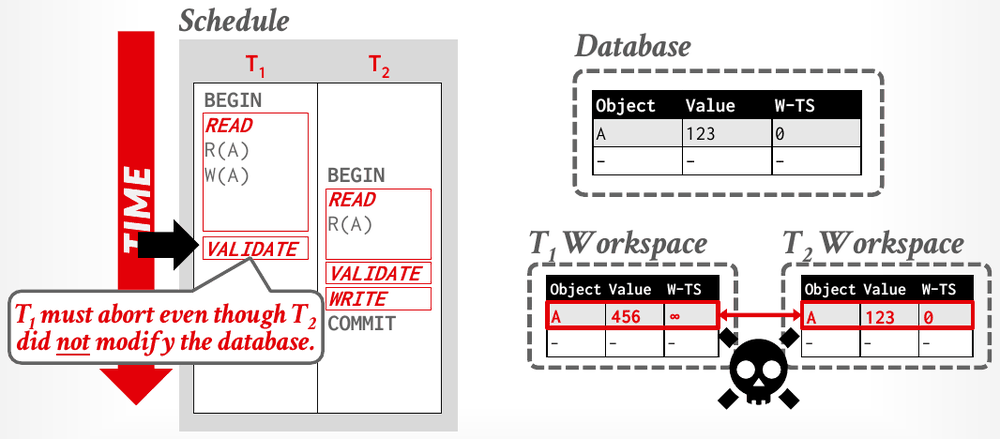 Schedule
T1 T2
BEGIN
READ
R(A)
W(A)
VALIDATE
BEGIN
READ
R(A)
VALIDATE
WRITE
COMMIT
TIME
T1 must abort even though T2
did not modify the database.
Database
Object Value W-TS
A 123 0
- - -
T1 Workspace
Object Value W-TS
A 456 ∞
- - -
T2 Workspace
Object Value W-TS
A 123 0
- - -